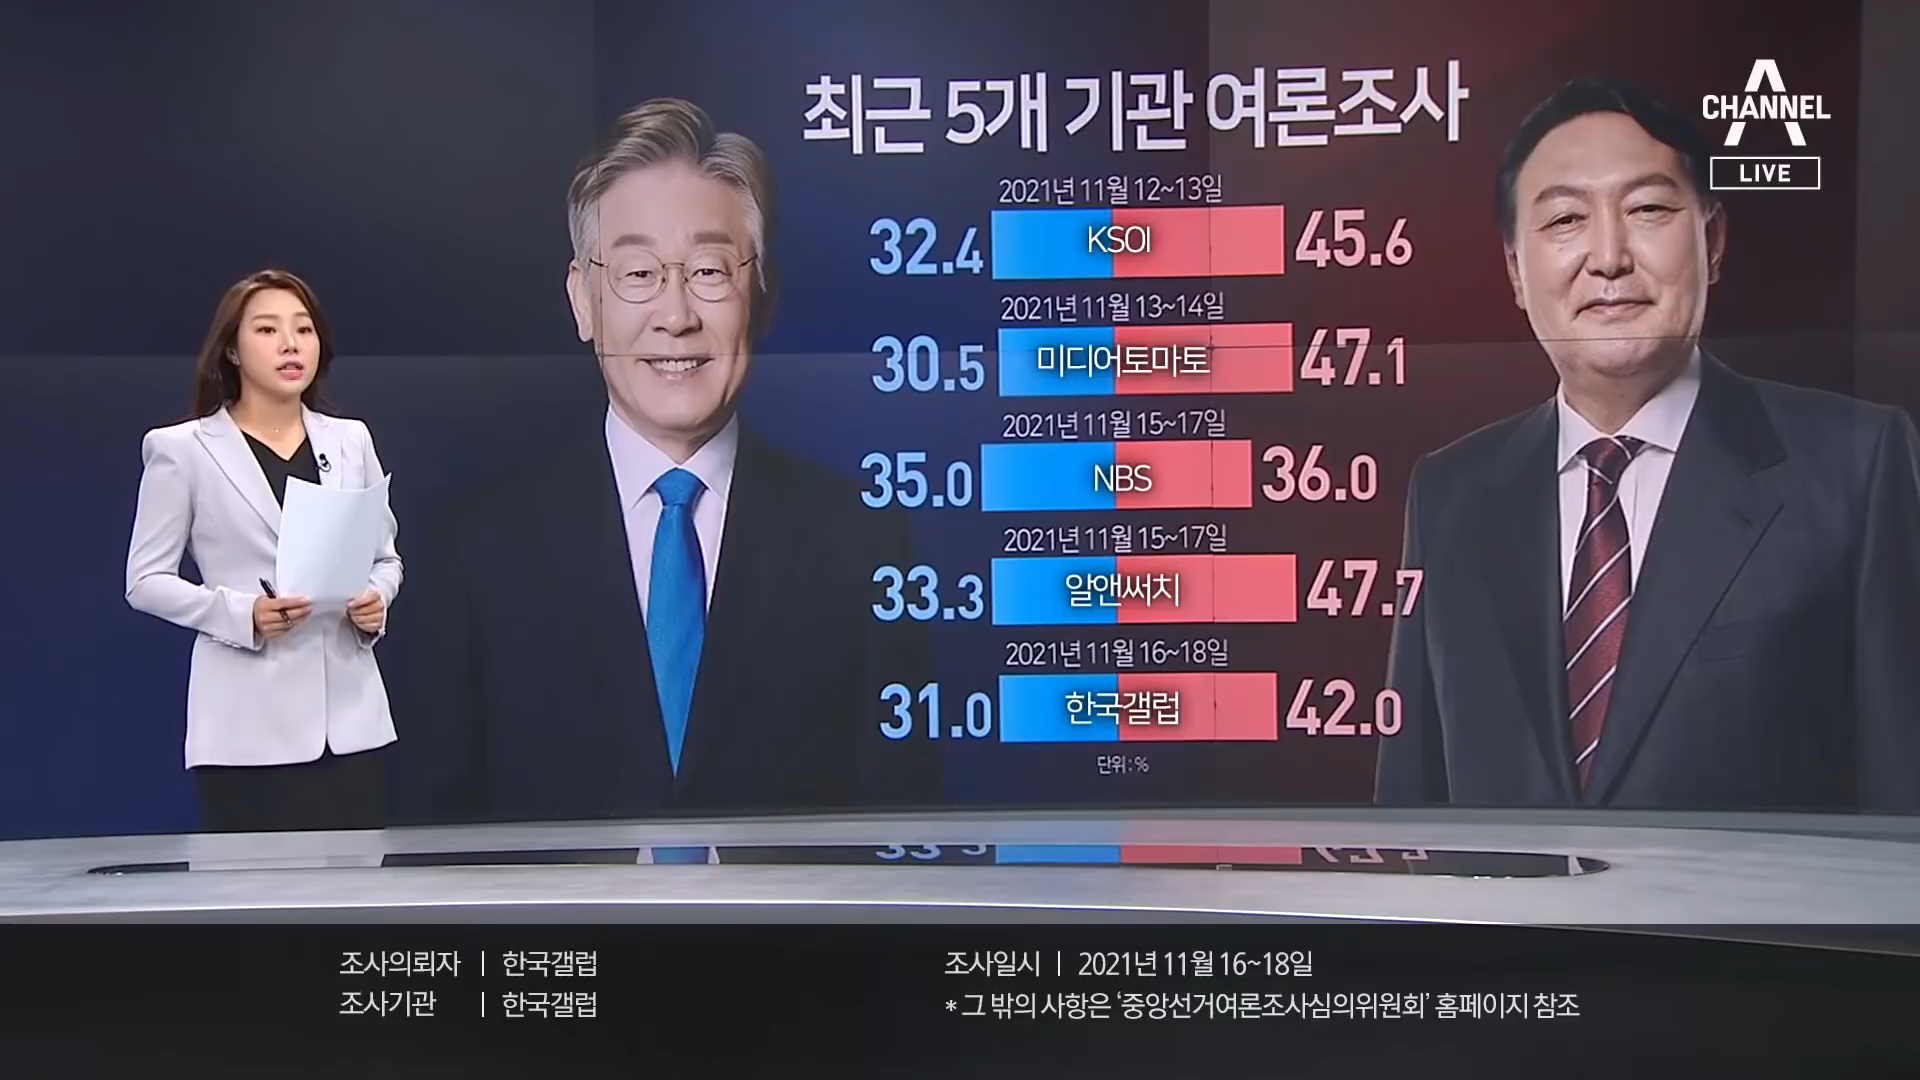 최근 5개 기관 여론조사
CHANNEL
LIVE
2021년 11월 12~13일
32.4 KSOI 45.6
2021년 11월 13~14일
30.5 미디어토마토 47.1
2021년 11월 15~17일
35.0 NBS 36.0
2021년 11월 15~17일
33.3 알앤써치 47.7
2021년 11월 16~18일
31.0 한국갤럽 42.0
단위:%
조사의뢰자 | 한국갤럽
조사기관 | 한국갤럽
조사일시 | 2021년 11월 16~18일
* 그 밖의 사항은 '중앙선거여론조사심의위원회' 홈페이지 참조